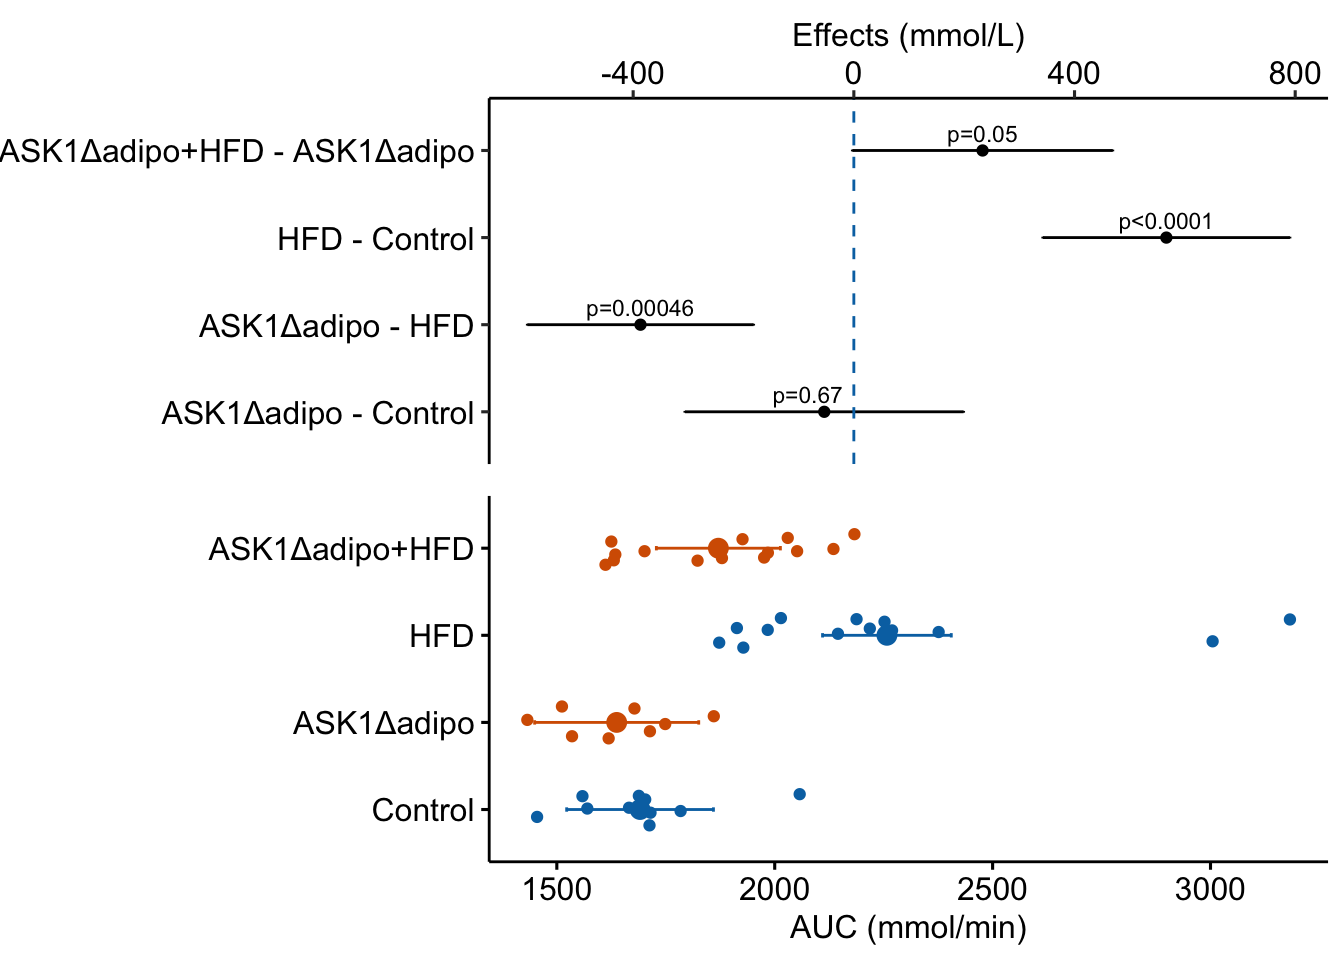 Effects (mmol/L)
-400 0 400 800
ASK1Δadipo+HFD - ASK1Δadipo
p=0.05
HFD - Control
p<0.0001
ASK1Δadipo - HFD
p=0.00046
ASK1Δadipo - Control
p=0.67
ASK1Δadipo+HFD
HFD
ASK1Δadipo
Control
1500 2000 2500 3000
AUC (mmol/min)